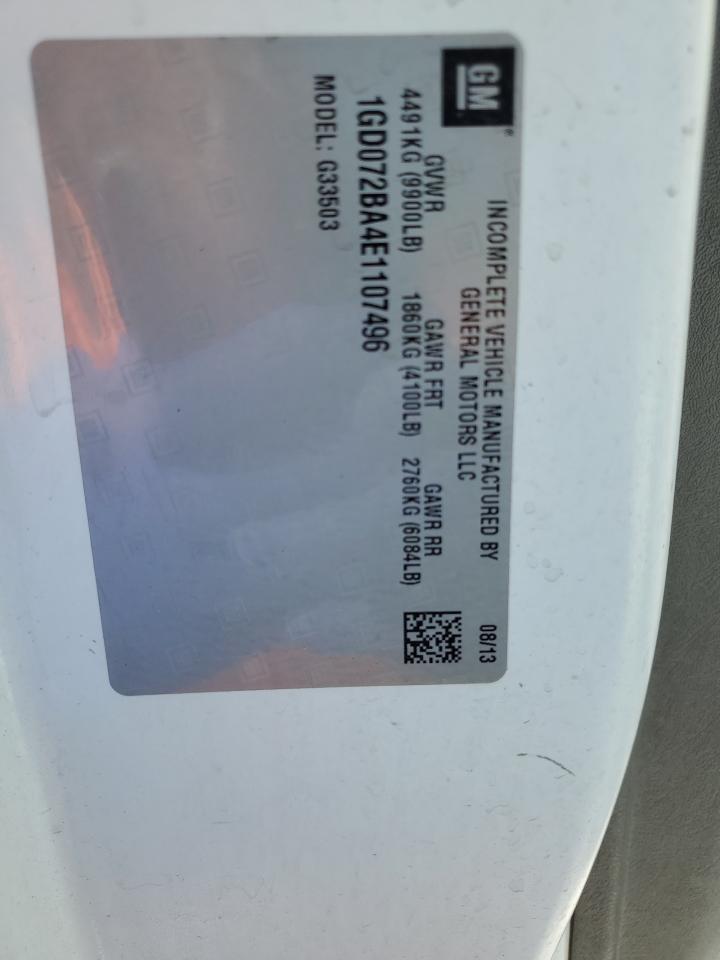 GM
INCOMPLETE VEHICLE MANUFACTURED BY 08/13
GENERAL MOTORS LLC
GVWR GAWR FRT GAWR RR
4491KG (9900LB) 1860KG (4100LB) 2760KG (6084LB)
1GD072BA4E1107496
MODEL: G33503